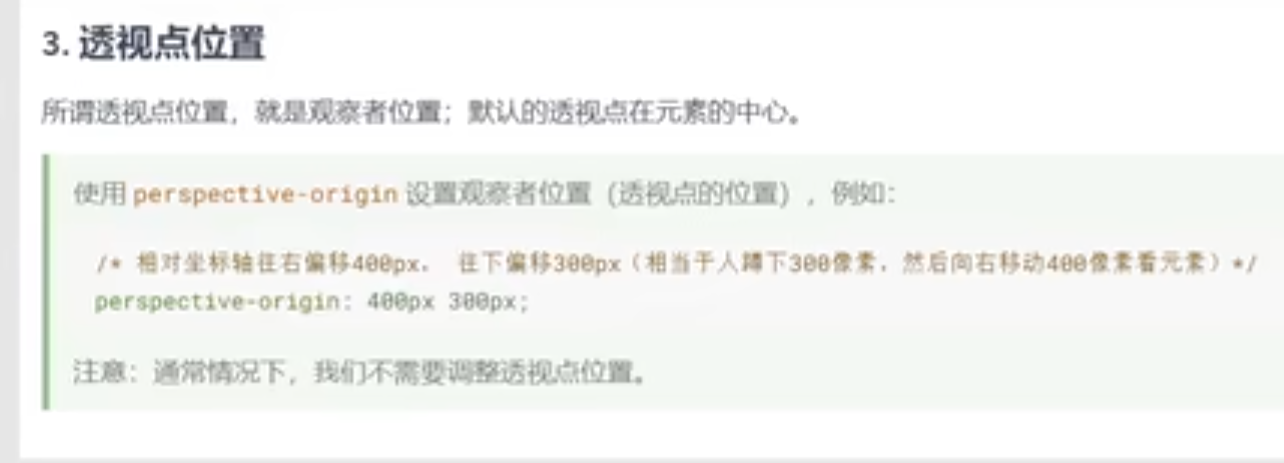 3. 透视点位置
所谓透视点位置，就是观察者位置；默认的透视点在元素的中心。
使用 perspective-origin 设置观察者位置（透视点的位置），例如：
/* 相对坐标轴往右偏移400px， 往下偏移300px（相当于人蹲下300像素，然后向右移动400像素看元素）*/
perspective-origin: 400px 300px;
注意：通常情况下，我们不需要调整透视点位置。